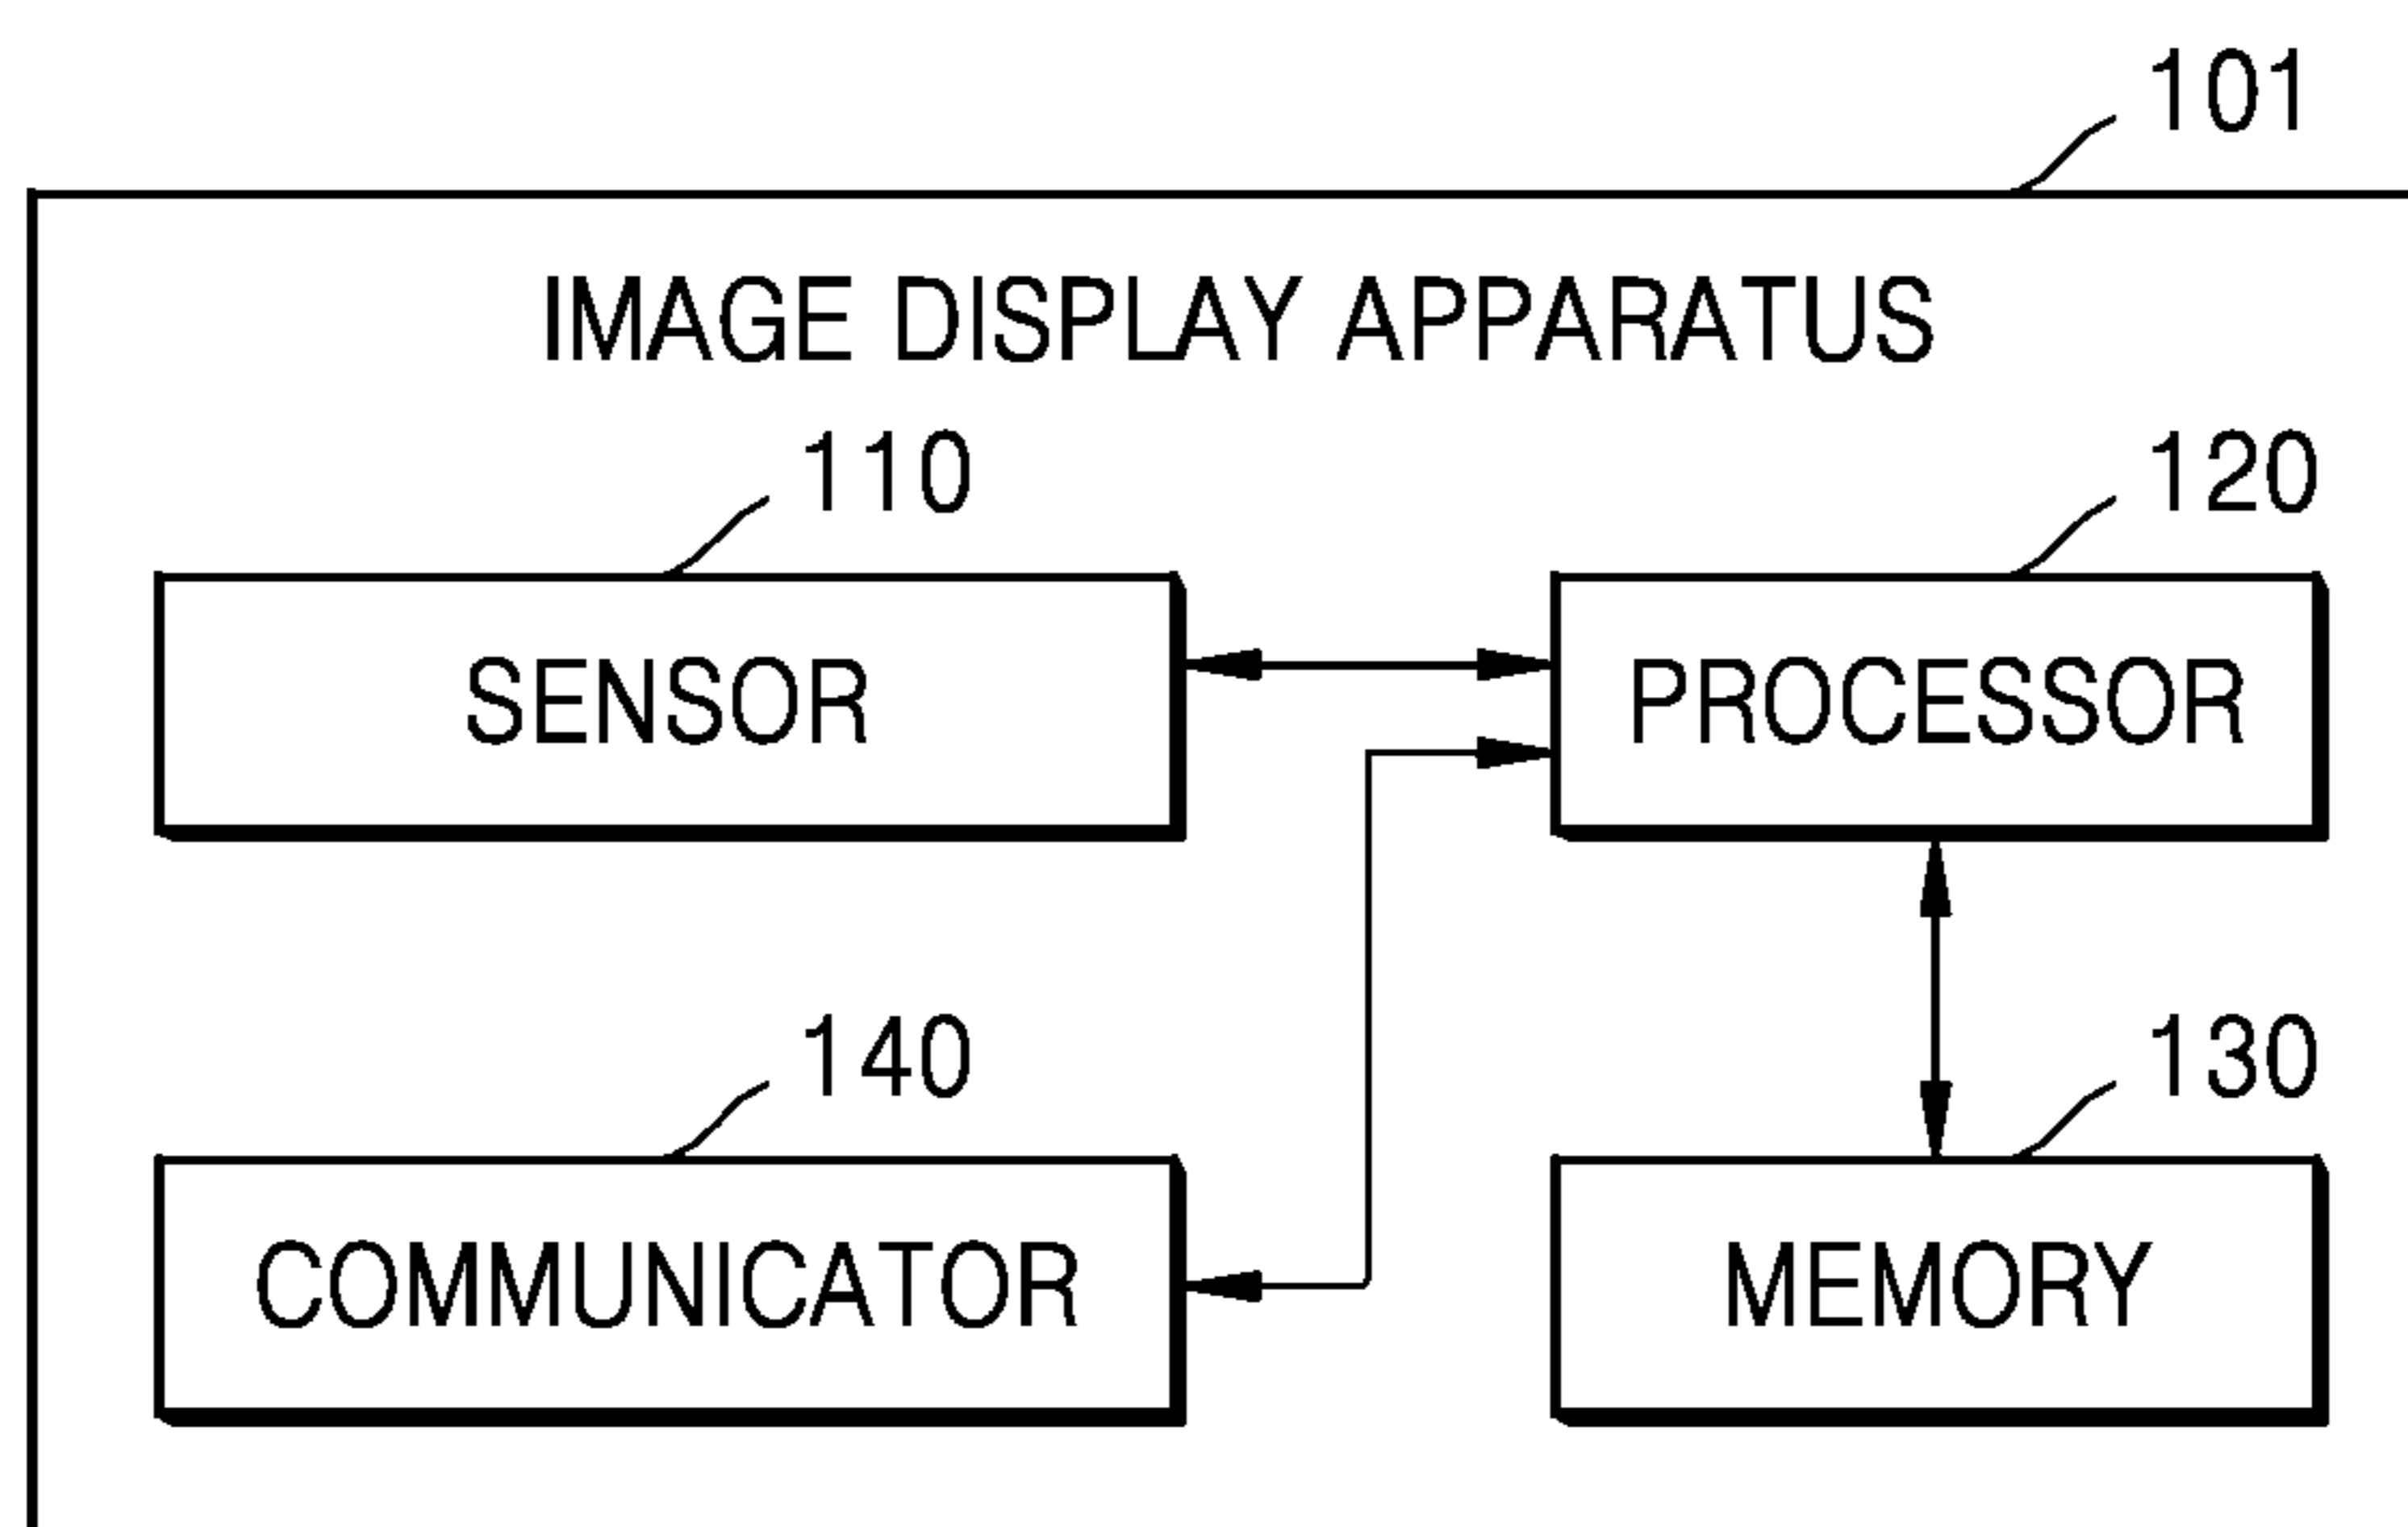 101
IMAGE DISPLAY APPARATUS
110
120
SENSOR
PROCESSOR
140
130
COMMUNICATOR
MEMORY